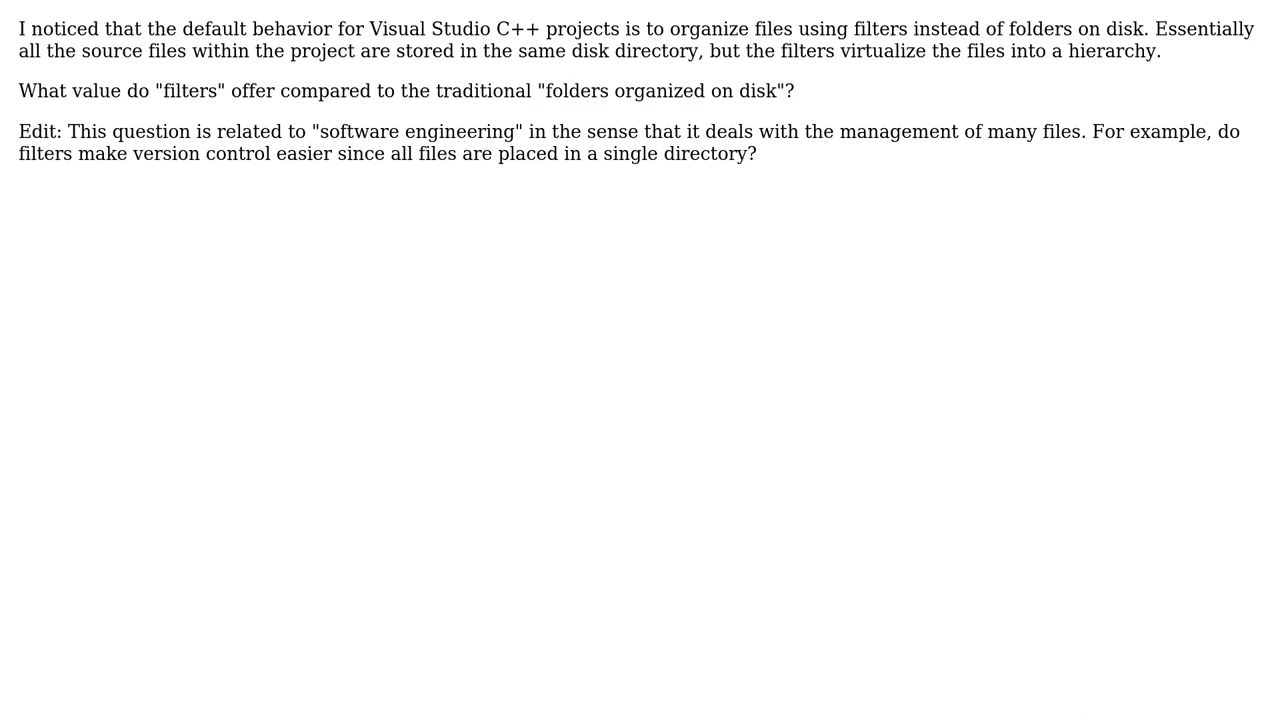 I noticed that the default behavior for Visual Studio C++ projects is to organize files using filters instead of folders on disk. Essentially
all the source files within the project are stored in the same disk directory, but the filters virtualize the files into a hierarchy.
What value do "filters" offer compared to the traditional "folders organized on disk"?
Edit: This question is related to "software engineering" in the sense that it deals with the management of many files. For example, do
filters make version control easier since all files are placed in a single directory?